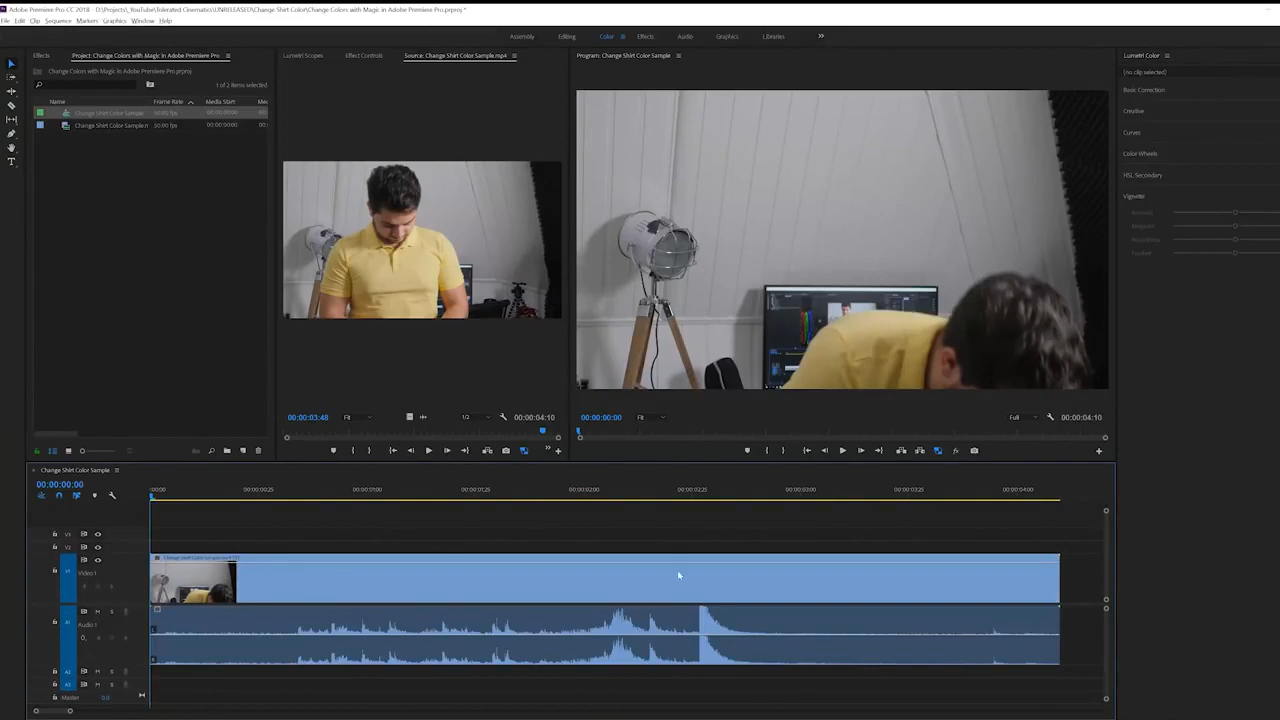 Adobe Premiere Pro CC 2018 - D:\Projects\_YouTube\Tolerated Cinematics\UNRELEASED\Change Shirt Color\Change Colors with Magic in Adobe Premiere Pro.prproj *
File Edit Clip Sequence Markers Graphics Window Help
Assembly Editing Color Effects Audio Graphics Libraries
Effects Project: Change Colors with Magic in Adobe Premiere Pro
Change Colors with Magic in Adobe Premiere Pro.prproj
1 of 2 items selected
Name Frame Rate Media Start Me
Change Shirt Color Sample 50.00 fps 00:00:00:00 00:
Change Shirt Color Sample.m 50.00 fps 00:00:00:00 00:
Lumetri Scopes Effect Controls Source: Change Shirt Color Sample.mp4
00:00:03:48 Fit 1/2 00:00:04:10
Program: Change Shirt Color Sample
00:00:00:00 Fit Full 00:00:04:10
Lumetri Color
(no clip selected)
Basic Correction
Creative
Curves
Color Wheels
HSL Secondary
Vignette
Amount
Midpoint
Roundness
Feather
Change Shirt Color Sample
00:00:00:00
:00:00 00:00:00:25 00:00:01:00 00:00:01:25 00:00:02:00 00:00:02:25 00:00:03:00 00:00:03:25 00:00:04:00
V3
V2
Change Shirt Color Sample.mp4 [V]
V1
Video 1
A1 M S
Audio 1
A2 M S
A3 M S
Master 0.0